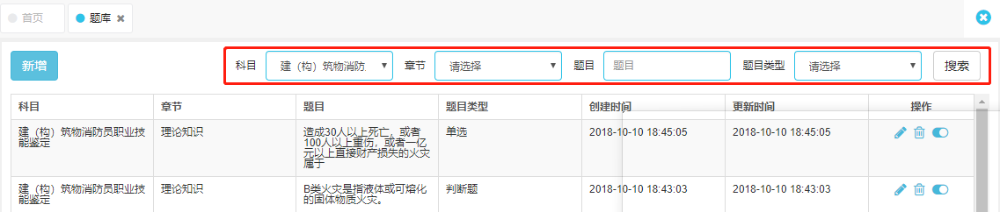 首页
题库
新增
科目 建（构）筑物消防 章节 请选择 题目 题目 题目类型 请选择 搜索
科目 章节 题目 题目类型 创建时间 更新时间 操作
建（构）筑物消防员职业技
能鉴定
理论知识
造成30人以上死亡，或者
100人以上重伤，或者一亿
元以上直接财产损失的火灾
属于
单选
2018-10-10 18:45:05
2018-10-10 18:45:05
建（构）筑物消防员职业技
能鉴定
理论知识
B类火灾是指液体或可熔化
的固体物质火灾。
判断题
2018-10-10 18:43:03
2018-10-10 18:43:03